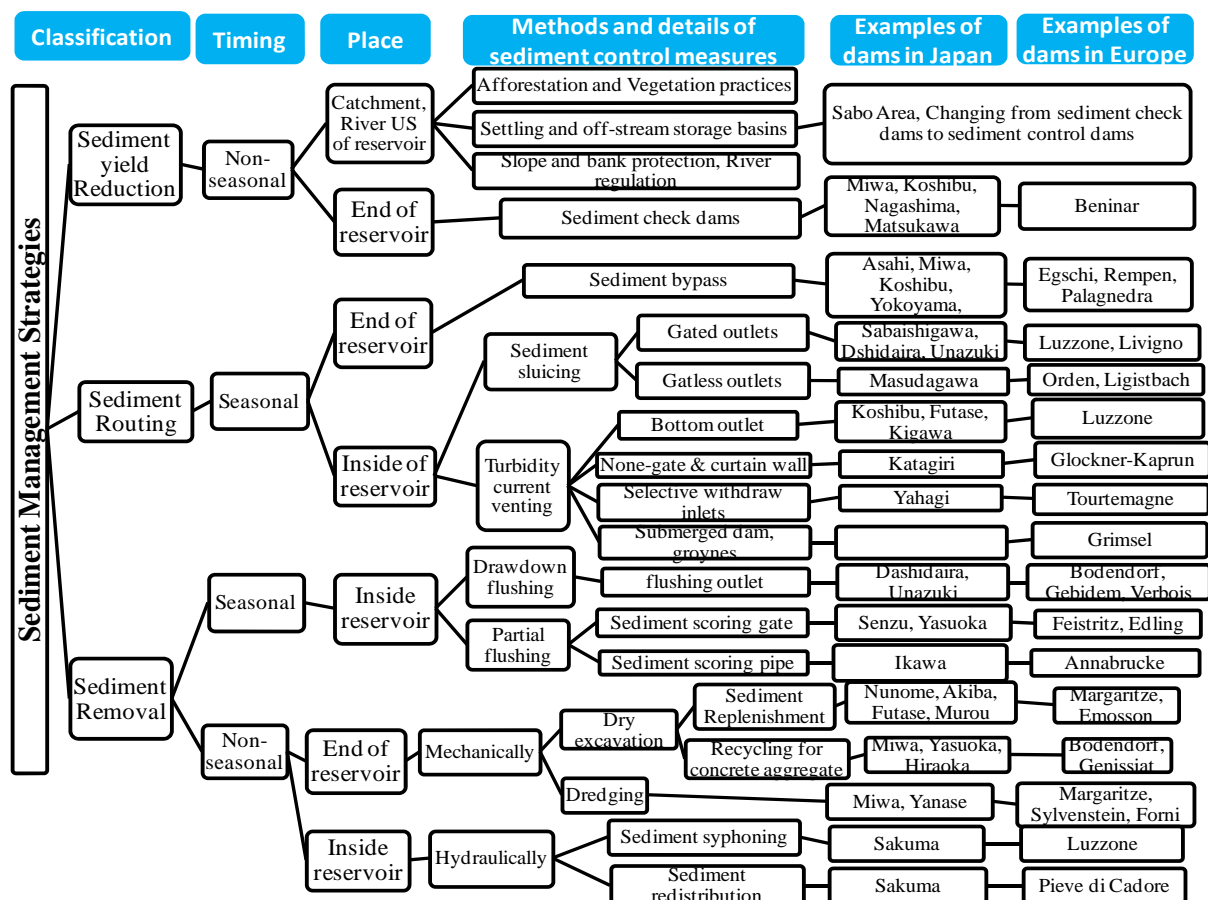 Classification
Timing
Place
Methods and details of
sediment control measures
Examples of
dams in Japan
Examples of
dams in Europe
Sediment Management Strategies
Sediment
yield
Reduction
Non-
seasonal
Catchment,
River US
of reservoir
Afforestation and Vegetation practices
Settling and off-stream storage basins
Slope and bank protection, River
regulation
Sabo Area, Changing from sediment check
dams to sediment control dams
End of
reservoir
Sediment check dams
Miwa, Koshibu,
Nagashima,
Matsukawa
Beninar
Sediment
Routing
Seasonal
End of
reservoir
Sediment bypass
Asahi, Miwa,
Koshibu,
Yokoyama,
Egschi, Rempen,
Palagnedra
Inside of
reservoir
Sediment
sluicing
Gated outlets
Sabaishigawa,
Dshidaira, Unazuki
Luzzone, Livigno
Gatless outlets
Masudagawa
Orden, Ligistbach
Turbidity
current
venting
Bottom outlet
Koshibu, Futase,
Kigawa
Luzzone
None-gate & curtain wall
Katagiri
Glockner-Kaprun
Selective withdraw
inlets
Yahagi
Tourtemagne
Submerged dam,
groynes
Grimsel
Sediment
Removal
Seasonal
Inside
reservoir
Drawdown
flushing
flushing outlet
Dashidaira,
Unazuki
Bodendorf,
Gebidem, Verbois
Partial
flushing
Sediment scoring gate
Senzu, Yasuoka
Feistritz, Edling
Sediment scoring pipe
Ikawa
Annabrucke
Non-
seasonal
End of
reservoir
Mechanically
Dry
excavation
Sediment
Replenishment
Nunome, Akiba,
Futase, Murou
Margaritze,
Emosson
Recycling for
concrete aggregate
Miwa, Yasuoka,
Hiraoka
Bodendorf,
Genissiat
Dredging
Miwa, Yanase
Margaritze,
Sylvenstein, Forni
Inside
reservoir
Hydraulically
Sediment syphoning
Sakuma
Luzzone
Sediment
redistribution
Sakuma
Pieve di Cadore